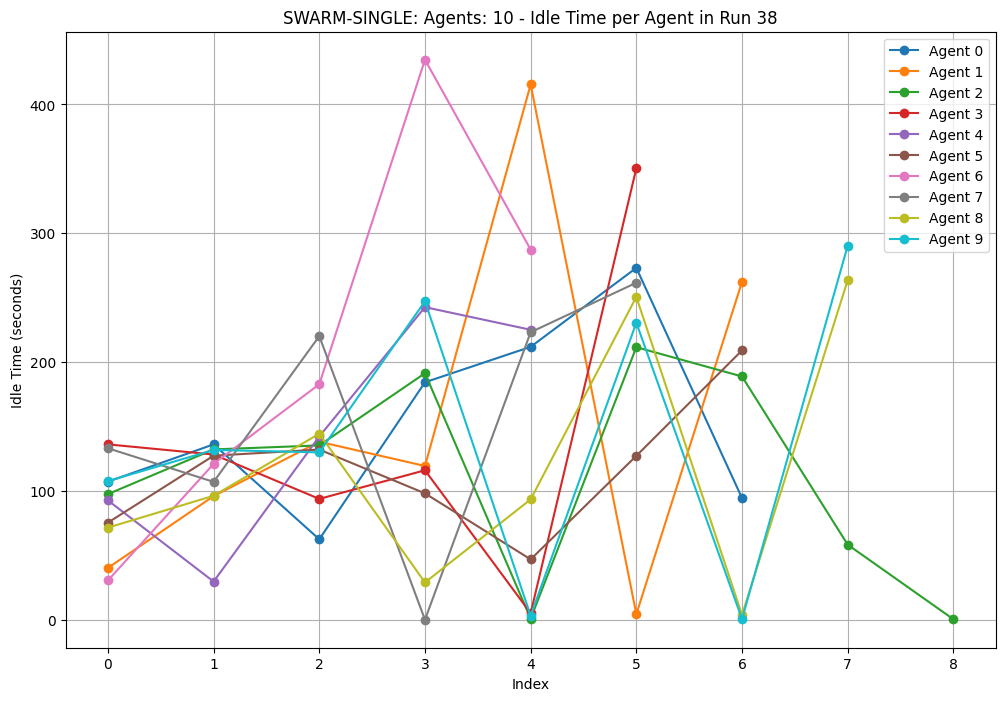 SWARM-SINGLE: Agents: 10 - Idle Time per Agent in Run 38
Idle Time (seconds)
400
300
200
100
0
0 1 2 3 4 5 6 7 8
Index
Agent 0
Agent 1
Agent 2
Agent 3
Agent 4
Agent 5
Agent 6
Agent 7
Agent 8
Agent 9